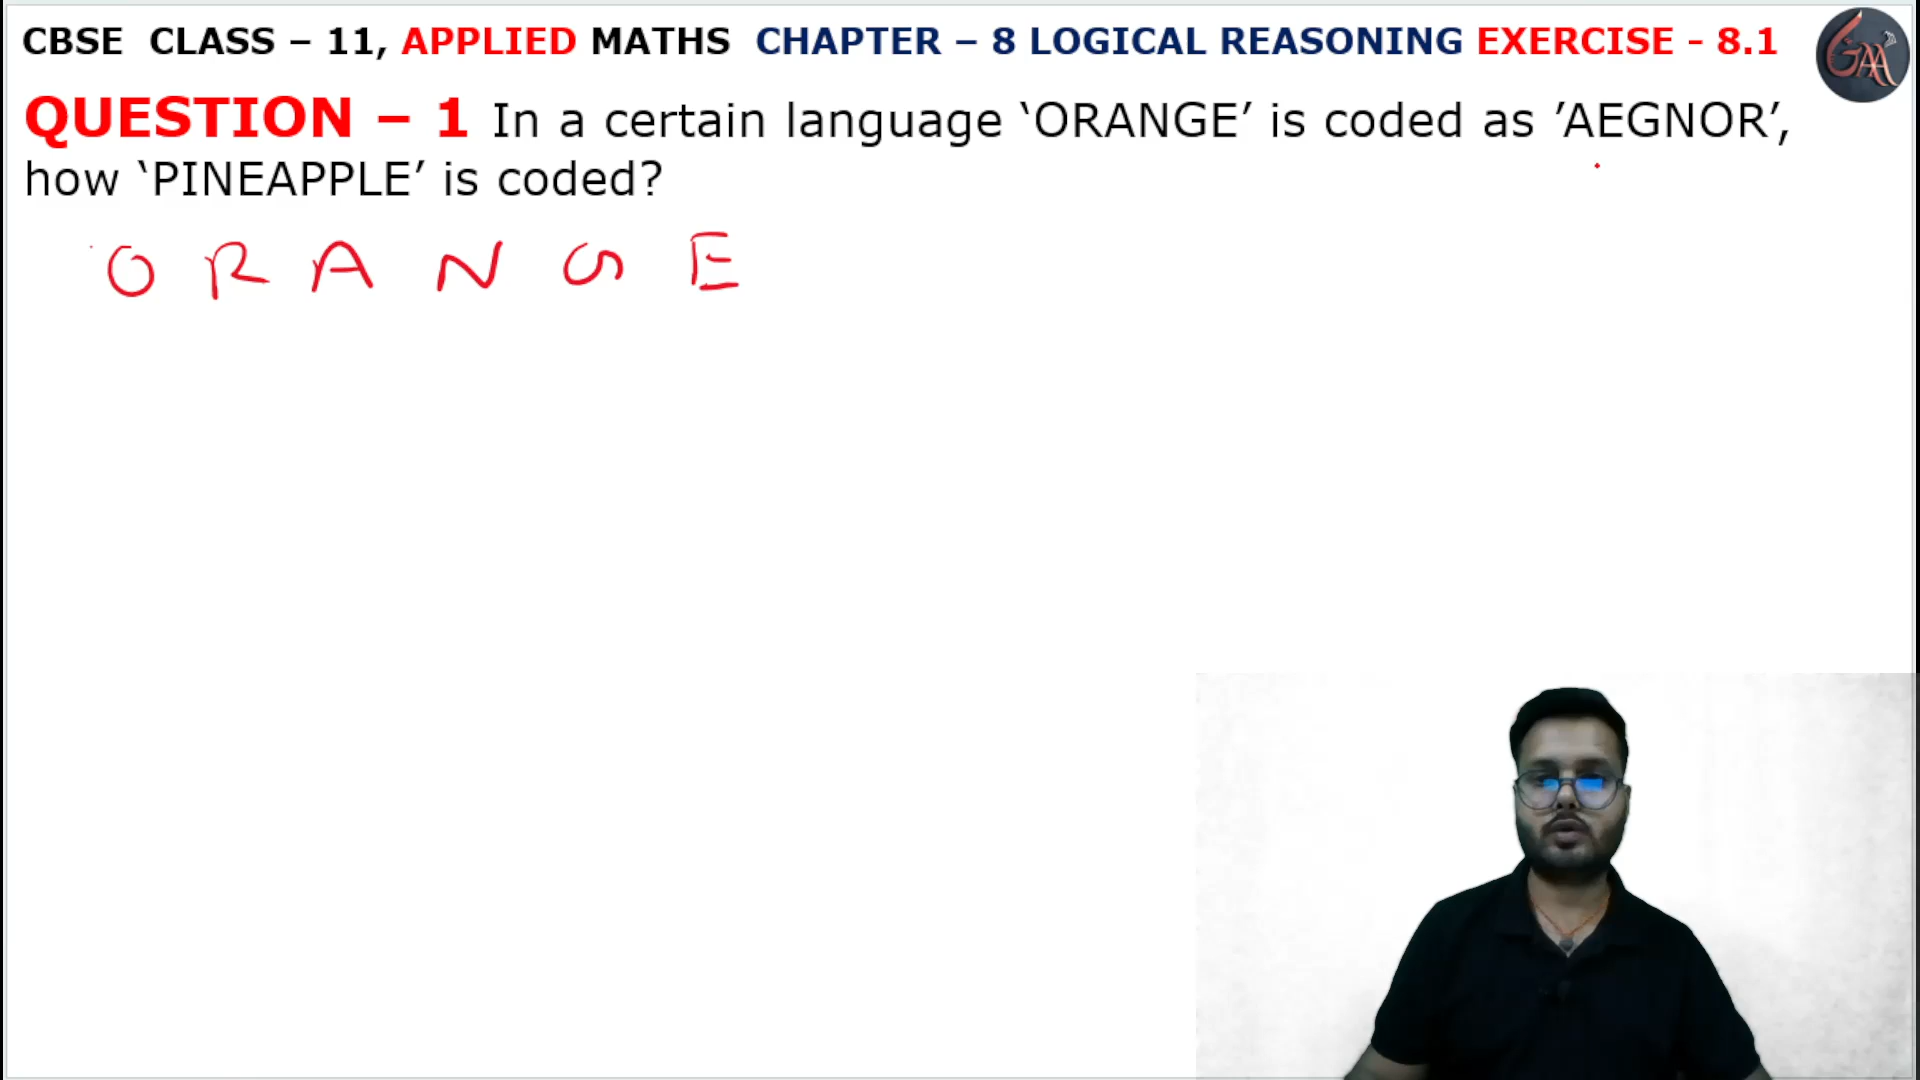 CBSE CLASS – 11, APPLIED MATHS CHAPTER – 8 LOGICAL REASONING EXERCISE - 8.1
QUESTION – 1 In a certain language ‘ORANGE’ is coded as ’AEGNOR’,
how ‘PINEAPPLE’ is coded?
O R A N G E